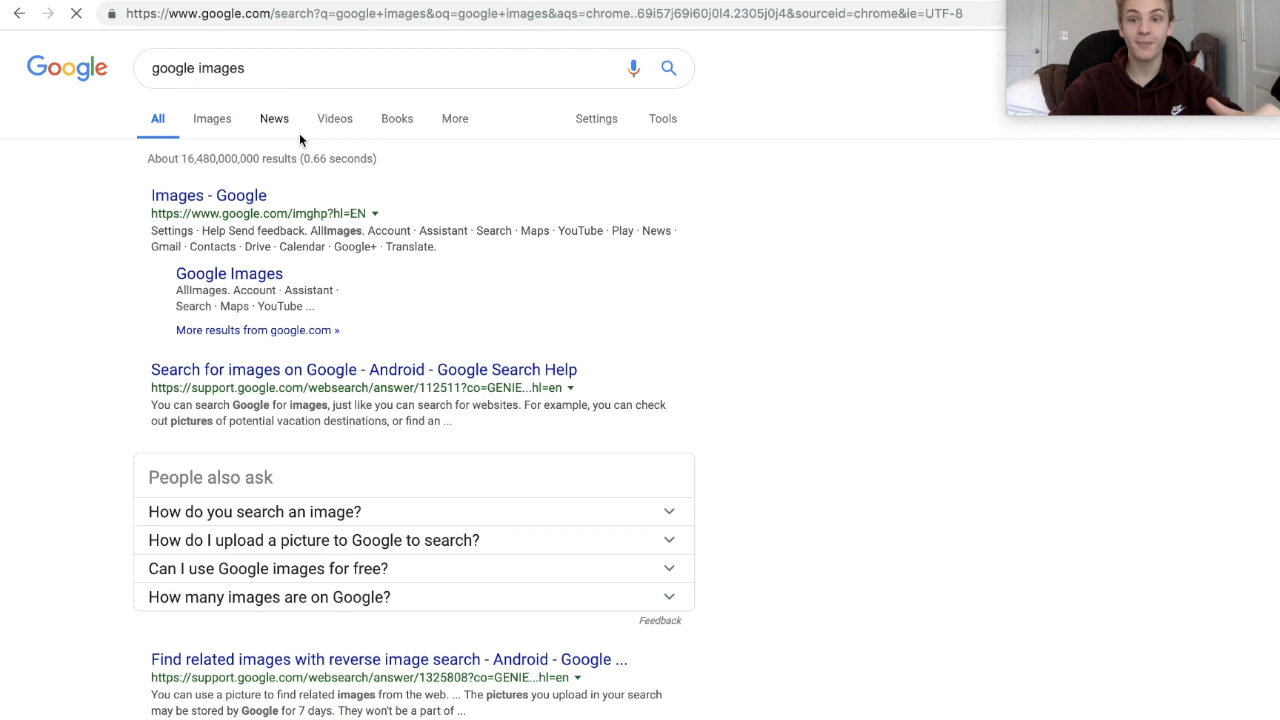 https://www.google.com/search?q=google+images&oq=google+images&aqs=chrome..69i57j69i60j0l4.2305j0j4&sourceid=chrome&ie=UTF-8
Google
google images
All Images News Videos Books More Settings Tools
About 16,480,000,000 results (0.66 seconds)
Images - Google
https://www.google.com/imghp?hl=EN
Settings · Help Send feedback. AllImages. Account · Assistant · Search · Maps · YouTube · Play · News ·
Gmail · Contacts · Drive · Calendar · Google+ · Translate.
Google Images
AllImages. Account · Assistant ·
Search · Maps · YouTube ...
More results from google.com »
Search for images on Google - Android - Google Search Help
https://support.google.com/websearch/answer/112511?co=GENIE...hl=en
You can search Google for images, just like you can search for websites. For example, you can check
out pictures of potential vacation destinations, or find an ...
People also ask
How do you search an image?
How do I upload a picture to Google to search?
Can I use Google images for free?
How many images are on Google?
Feedback
Find related images with reverse image search - Android - Google ...
https://support.google.com/websearch/answer/1325808?co=GENIE...hl=en
You can use a picture to find related images from the web. ... The pictures you upload in your search
may be stored by Google for 7 days. They won't be a part of ...